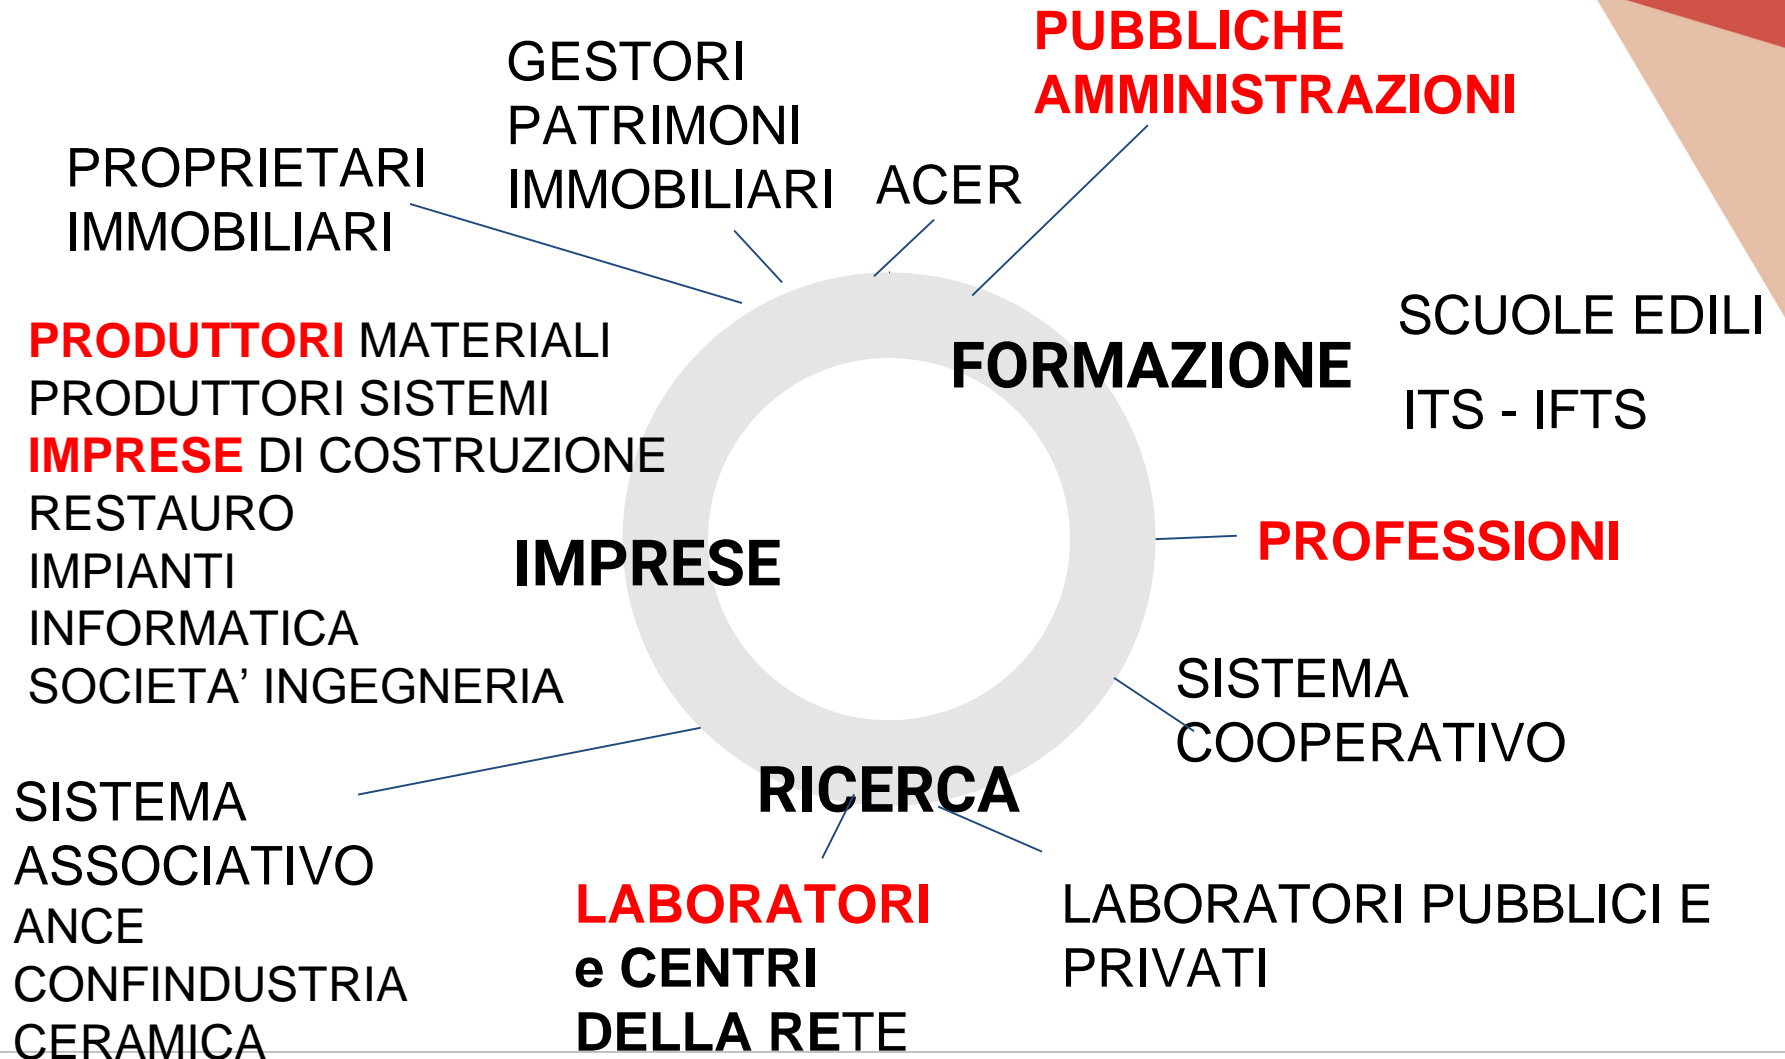 PUBBLICHE
AMMINISTRAZIONI
GESTORI
PATRIMONI
IMMOBILIARI
ACER
PROPRIETARI
IMMOBILIARI
PRODUTTORI MATERIALI
PRODUTTORI SISTEMI
IMPRESE DI COSTRUZIONE
RESTAURO
IMPIANTI
INFORMATICA
SOCIETA’ INGEGNERIA
FORMAZIONE
SCUOLE EDILI
ITS - IFTS
IMPRESE
PROFESSIONI
SISTEMA
COOPERATIVO
RICERCA
SISTEMA
ASSOCIATIVO
ANCE
CONFINDUSTRIA
CERAMICA
LABORATORI
e CENTRI
DELLA RETE
LABORATORI PUBBLICI E
PRIVATI